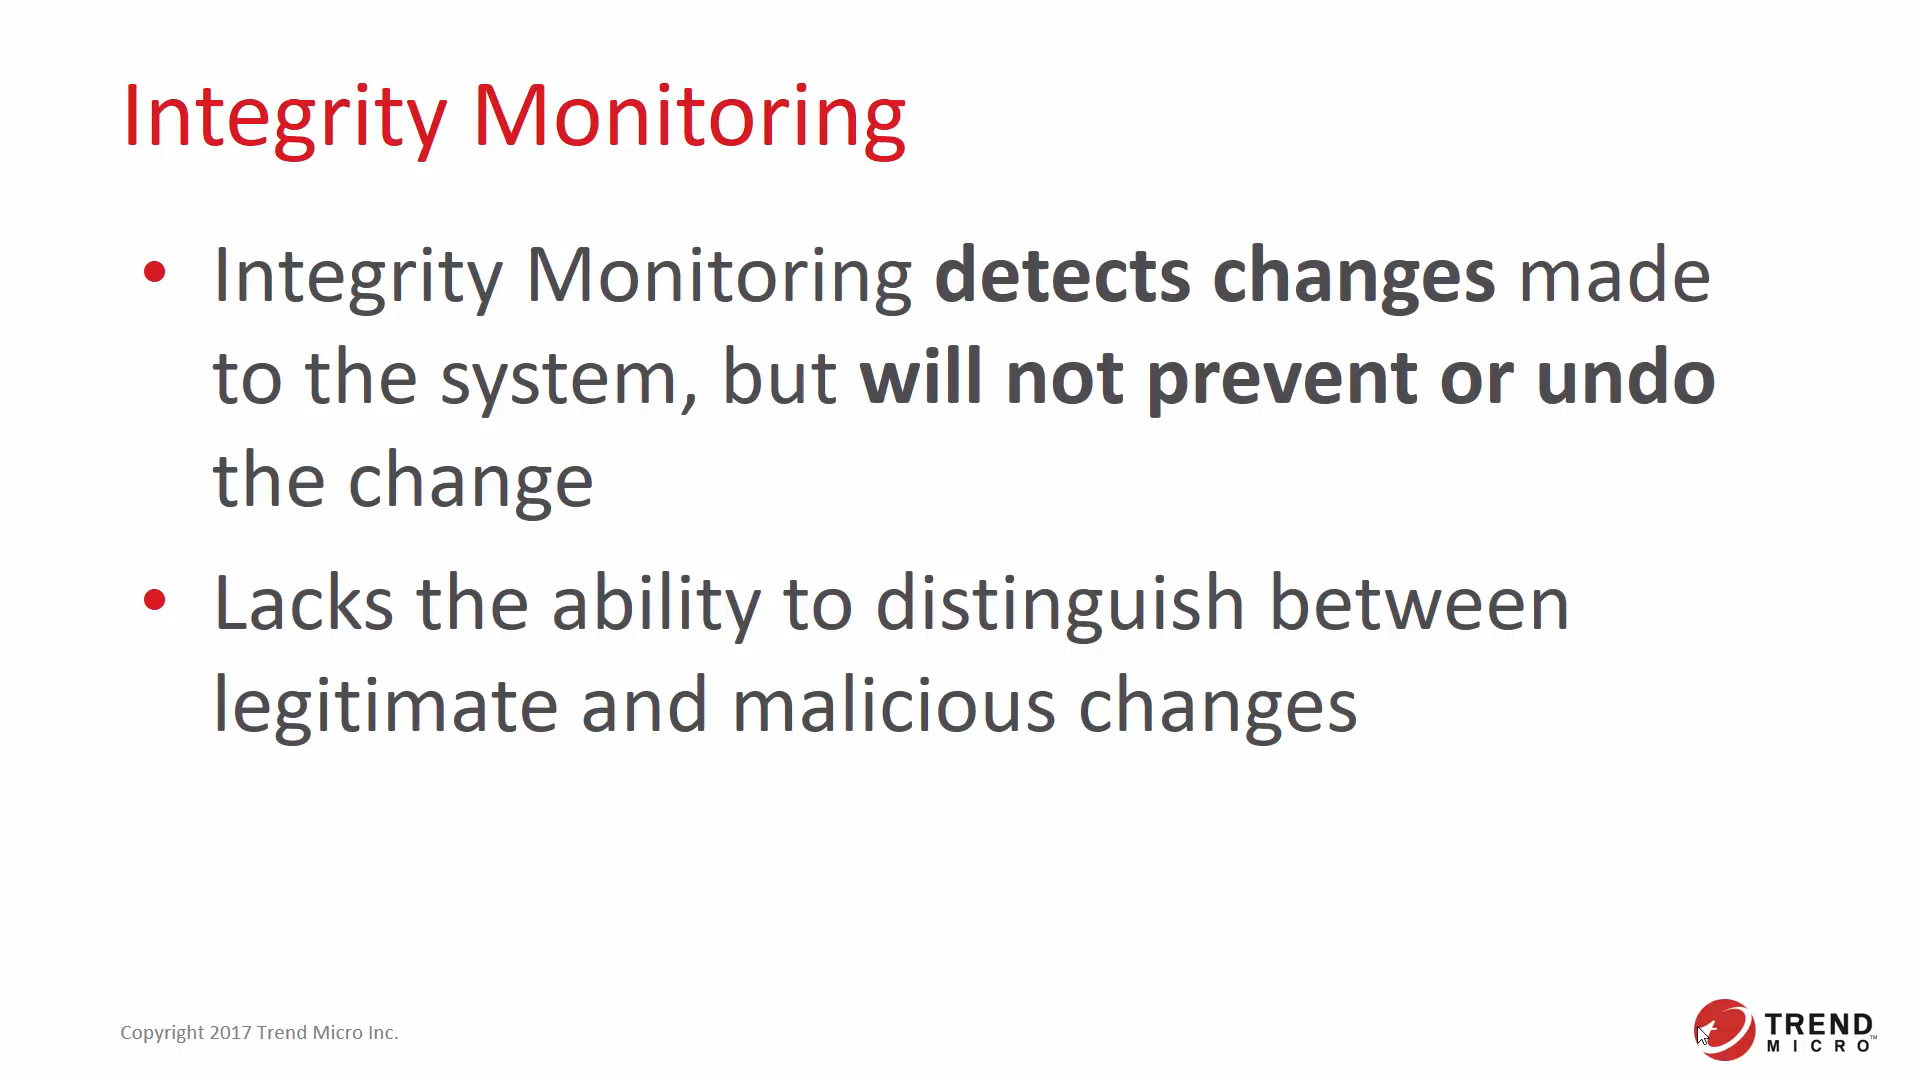 Integrity Monitoring
• Integrity Monitoring detects changes made
to the system, but will not prevent or undo
the change
• Lacks the ability to distinguish between
legitimate and malicious changes
Copyright 2017 Trend Micro Inc.
TREND
MICRO™